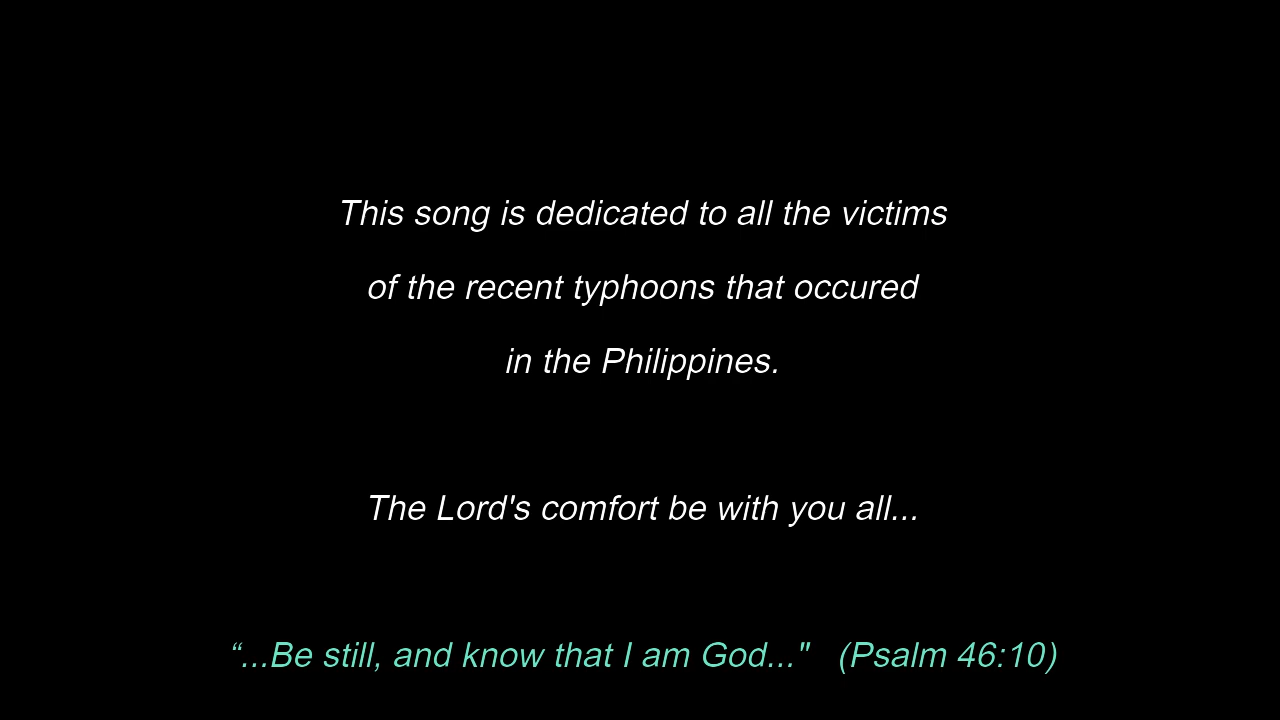 This song is dedicated to all the victims
of the recent typhoons that occured
in the Philippines.
The Lord's comfort be with you all...
“...Be still, and know that I am God..." (Psalm 46:10)